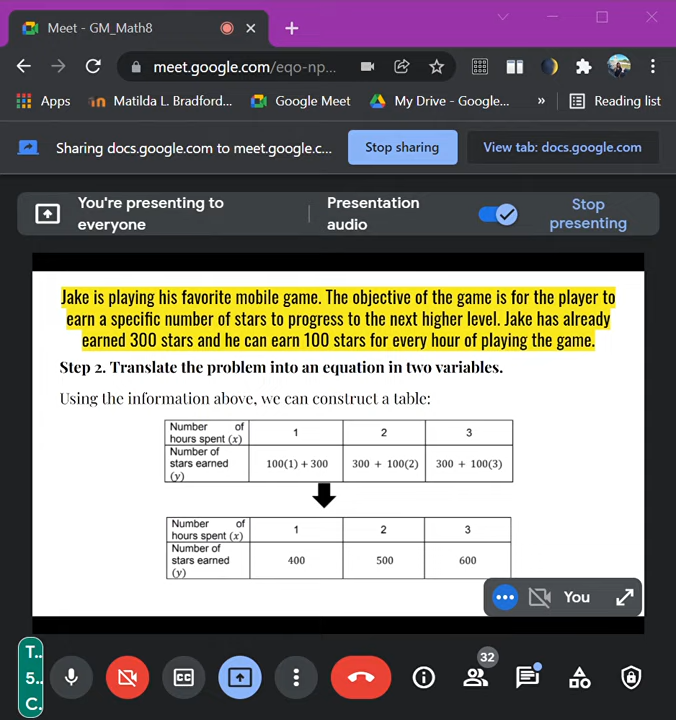 Meet - GM_Math8
meet.google.com/eqo-np...
Apps
Matilda L. Bradford...
Google Meet
My Drive - Google...
»
Reading list
Sharing docs.google.com to meet.google.c...
Stop sharing
View tab: docs.google.com
You're presenting to
everyone
Presentation
audio
Stop
presenting
Jake is playing his favorite mobile game. The objective of the game is for the player to
earn a specific number of stars to progress to the next higher level. Jake has already
earned 300 stars and he can earn 100 stars for every hour of playing the game.
Step 2. Translate the problem into an equation in two variables.
Using the information above, we can construct a table:
Number of
hours spent (x)
1
2
3
Number of
stars earned
(y)
100(1) + 300
300 + 100(2)
300 + 100(3)
Number of
hours spent (x)
1
2
3
Number of
stars earned
(y)
400
500
600
You
T..
5..
C.
CC
32